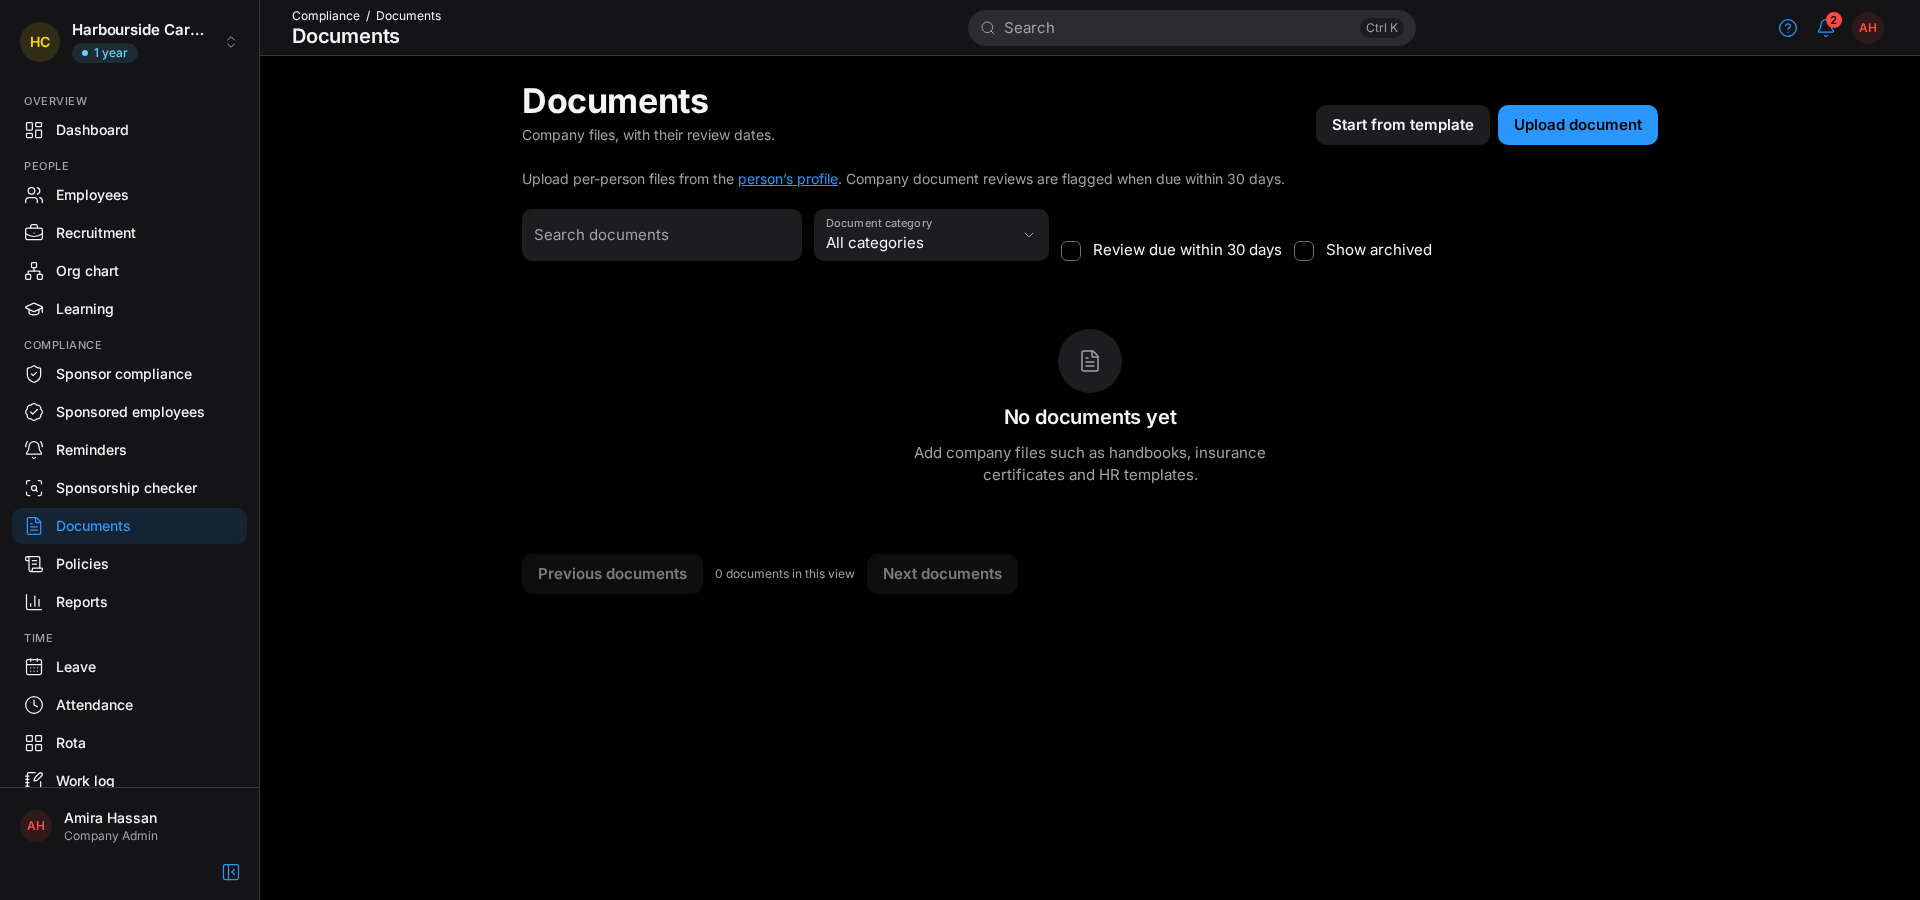 HC
Harbourside Car...
1 year
OVERVIEW
Dashboard
PEOPLE
Employees
Recruitment
Org chart
Learning
COMPLIANCE
Sponsor compliance
Sponsored employees
Reminders
Sponsorship checker
Documents
Policies
Reports
TIME
Leave
Attendance
Rota
Work log
AH
Amira Hassan
Company Admin
Compliance / Documents
Documents
Search
Ctrl K
2
AH
Documents
Company files, with their review dates.
Start from template
Upload document
Upload per-person files from the person’s profile. Company document reviews are flagged when due within 30 days.
Search documents
Document category
All categories
Review due within 30 days
Show archived
No documents yet
Add company files such as handbooks, insurance
certificates and HR templates.
Previous documents
0 documents in this view
Next documents